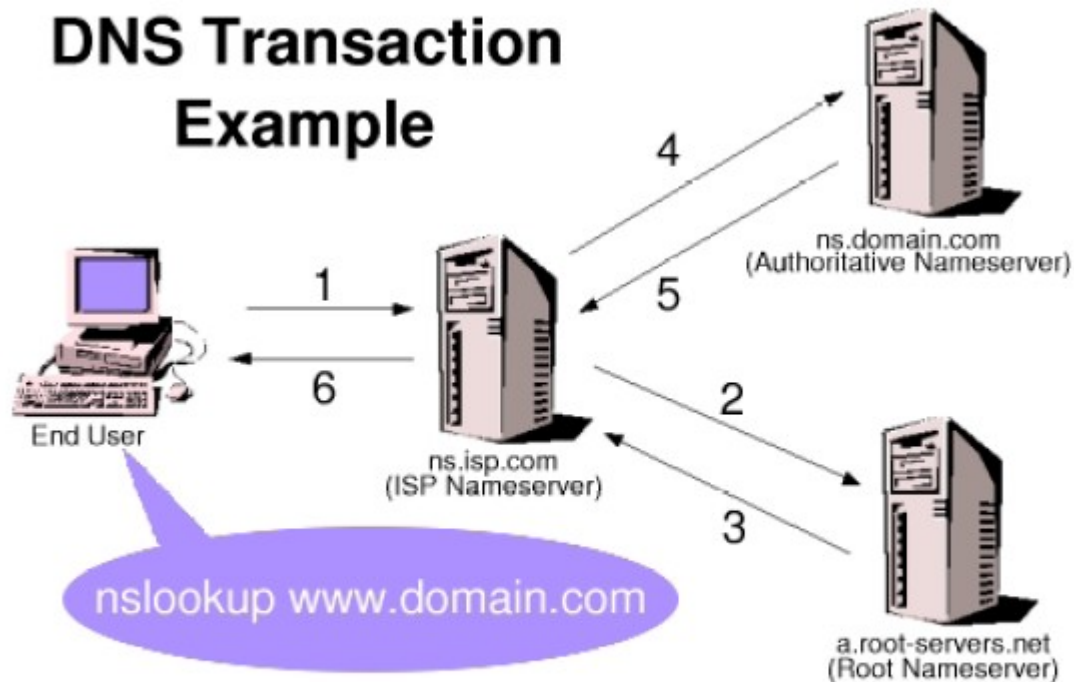 DNS Transaction
Example
4
ns.domain.com
(Authoritative Nameserver)
5
1
6
End User
ns.isp.com
(ISP Nameserver)
2
3
nslookup www.domain.com
a.root-servers.net
(Root Nameserver)